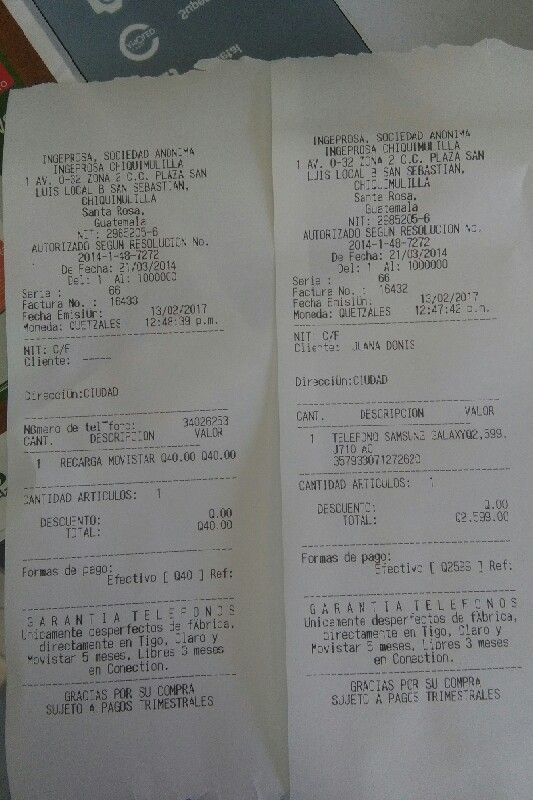 INGEPROSA, SOCIEDAD ANONIMA
INGEPROSA CHIQUIMULILLA
1 AV. 0-32 ZONA 2 C.C. PLAZA SAN
LUIS LOCAL B SAN SEBASTIAN,
CHIQUIMULILLA
Santa Rosa,
Guatemala
NIT: 2985205-6
AUTORIZADO SEGUN RESOLUCION No.
2014-1-48-7272
De Fecha: 21/03/2014
Del: 1 Al: 1000000
Serie : 66
Factura No. : 16433
Fecha Emisiün: 13/02/2017
Moneda: QUETZALES 12:48:39 p.m.
NIT: C/F
Cliente: -----
Direcciün:CIUDAD
Número de teléfono: 34026253
CANT. DESCRIPCION VALOR
1 RECARGA MOVISTAR Q40.00 Q40.00
CANTIDAD ARTICULOS: 1
DESCUENTO: Q.00
TOTAL: Q40.00
Formas de pago:
Efectivo [ Q40 ] Ref:
GARANTIA TELEFONOS
Unicamente desperfectos de fábrica,
directamente en Tigo, Claro y
Movistar 5 meses, Libres 3 meses
en Conection.
GRACIAS POR SU COMPRA
SUJETO A PAGOS TRIMESTRALES
INGEPROSA, SOCIEDAD ANONIMA
INGEPROSA CHIQUIMULILLA
1 AV. 0-32 ZONA 2 C.C. PLAZA SAN
LUIS LOCAL B SAN SEBASTIAN,
CHIQUIMULILLA
Santa Rosa,
Guatemala
NIT: 2985205-6
AUTORIZADO SEGUN RESOLUCION No.
2014-1-48-7272
De Fecha: 21/03/2014
Del: 1 Al: 1000000
Serie : 66
Factura No. : 16432
Fecha Emisiün: 13/02/2017
Moneda: QUETZALES 12:47:42 p.m.
NIT: C/F
Cliente: JUANA DONIS
Direcciün:CIUDAD
CANT. DESCRIPCION VALOR
1 TELEFONO SAMSUNG GALAXYQ2,599.
J710 AC
357933071272620
CANTIDAD ARTICULOS: 1
DESCUENTO: Q.00
TOTAL: Q2,599.00
Formas de pago:
Efectivo [ ] Ref:
GARANTIA TELEFONOS
Unicamente desperfectos de fábrica,
directamente en Tigo, Claro y
Movistar 5 meses, Libres 3 meses
en Conection.
GRACIAS POR SU COMPRA
SUJETO A PAGOS TRIMESTRALES